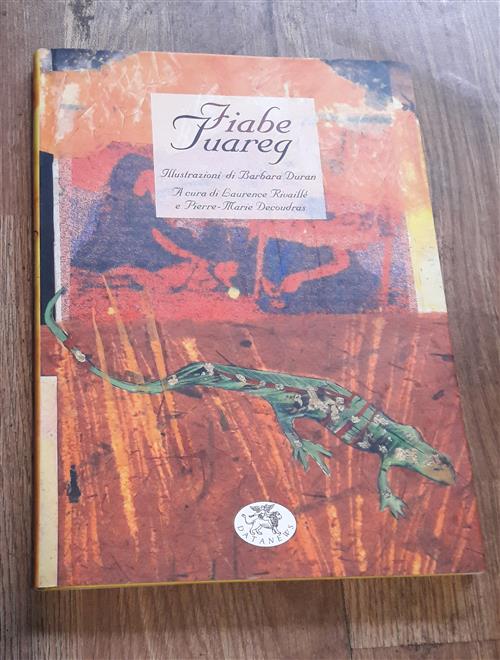 Fiabe
Tuareg
Illustrazioni di Barbara Duran
A cura di Laurence Rivaillé
e Pierre-Marie Decoudras
DATANEWS